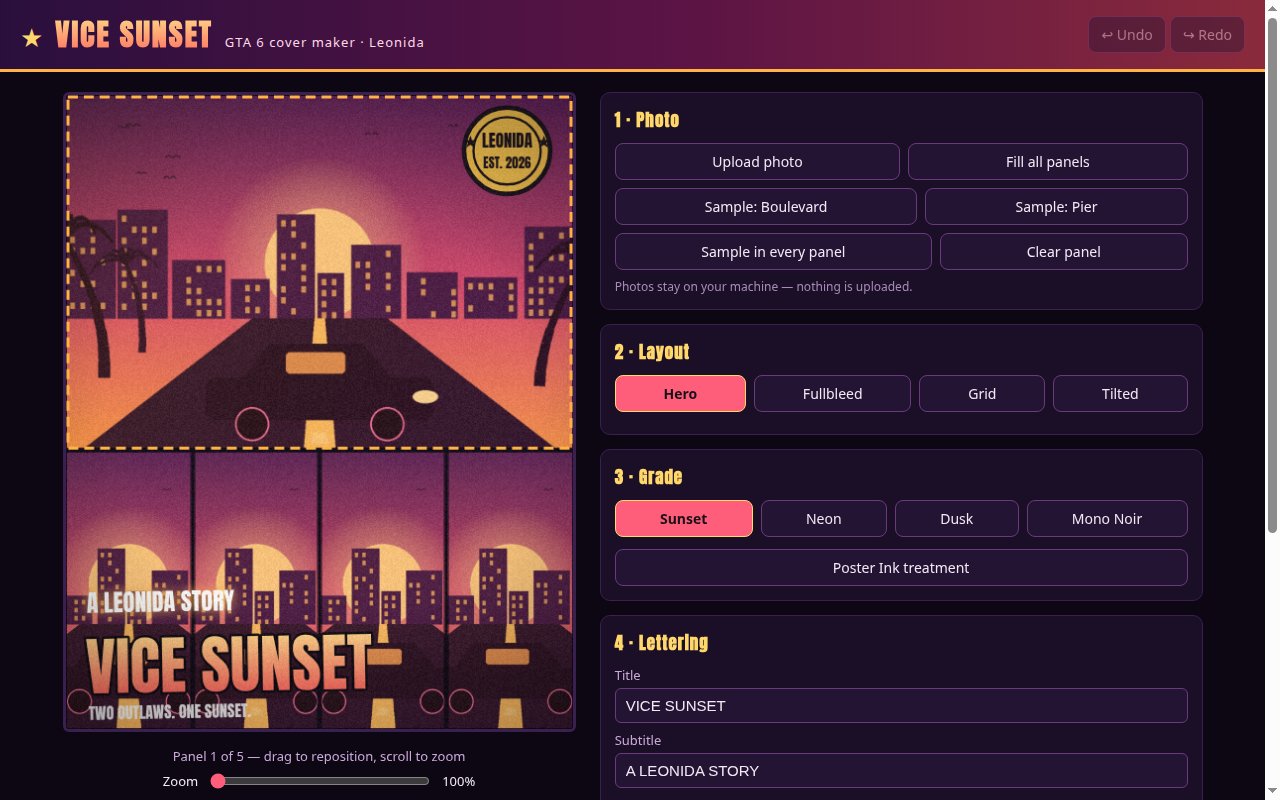 ★ VICE SUNSET GTA 6 cover maker · Leonida
↩ Undo ↪ Redo
LEONIDA
EST. 2026
A LEONIDA STORY
VICE SUNSET
TWO OUTLAWS. ONE SUNSET.
Panel 1 of 5 — drag to reposition, scroll to zoom
Zoom 100%
1 · Photo
Upload photo Fill all panels
Sample: Boulevard Sample: Pier
Sample in every panel Clear panel
Photos stay on your machine — nothing is uploaded.
2 · Layout
Hero Fullbleed Grid Tilted
3 · Grade
Sunset Neon Dusk Mono Noir
Poster Ink treatment
4 · Lettering
Title
VICE SUNSET
Subtitle
A LEONIDA STORY